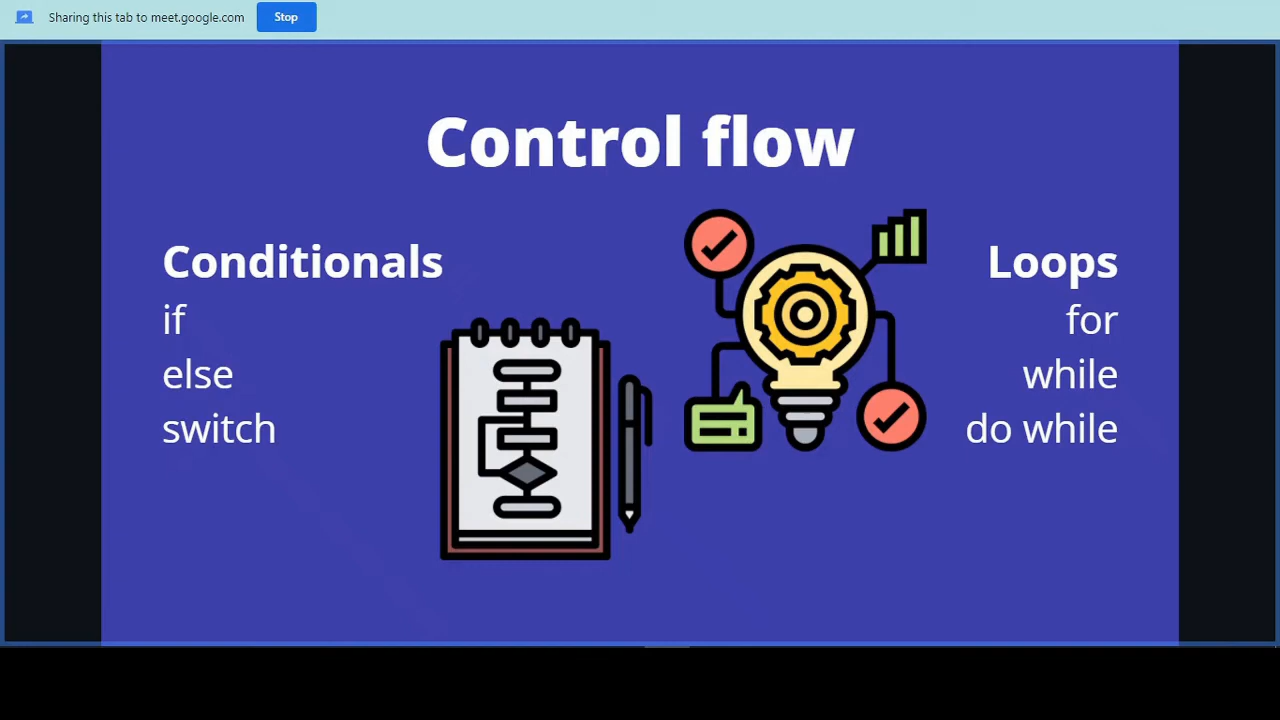 Sharing this tab to meet.google.com
Stop
Control flow
Conditionals
if
else
switch
Loops
for
while
do while